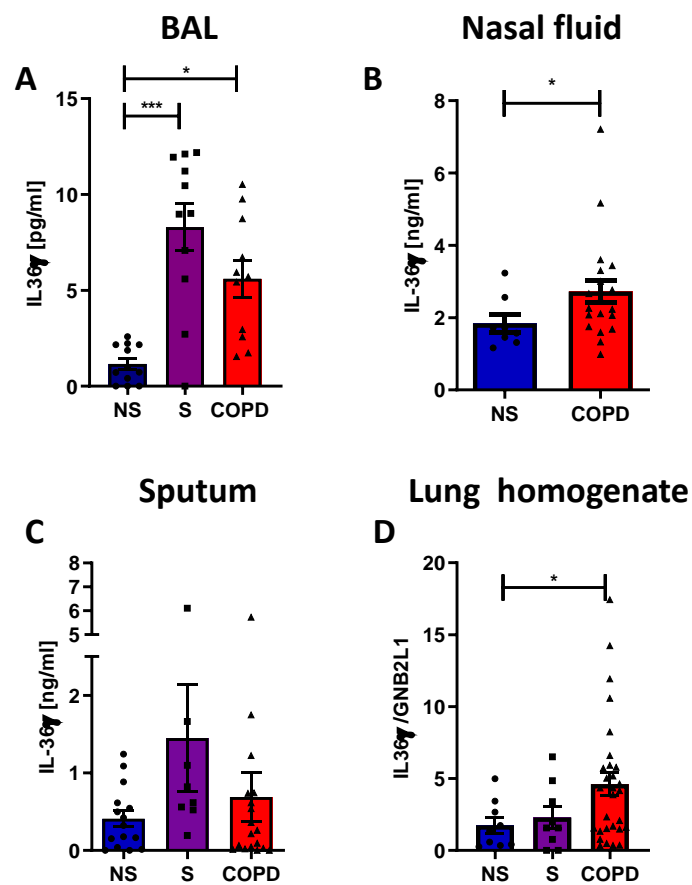 BAL
Nasal fluid
A
B
*
***
*
15
10
5
0
IL36γ [pg/ml]
NS S COPD
8
6
4
2
0
IL-36γ [ng/ml]
NS COPD
Sputum
Lung homogenate
C
D
8
7
6
5
2
1
0
IL-36γ [ng/ml]
NS S COPD
*
20
15
10
5
0
IL36γ/GNB2L1
NS S COPD